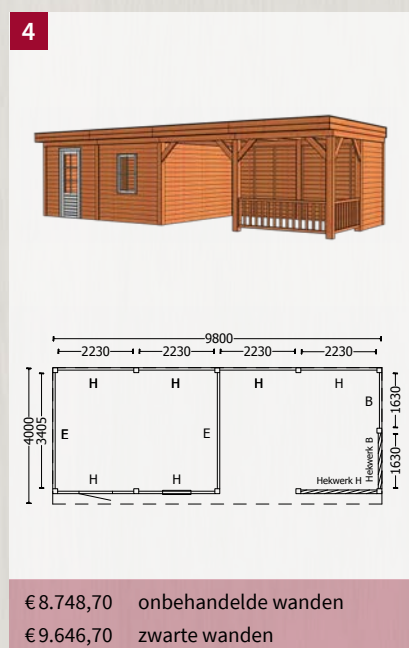 4
9800
2230 2230 2230 2230
H H H H
4000
3405
E E
B
1630
1630
H H
Hekwerk H
Hekwerk B
€ 8.748,70 onbehandelde wanden
€ 9.646,70 zwarte wanden